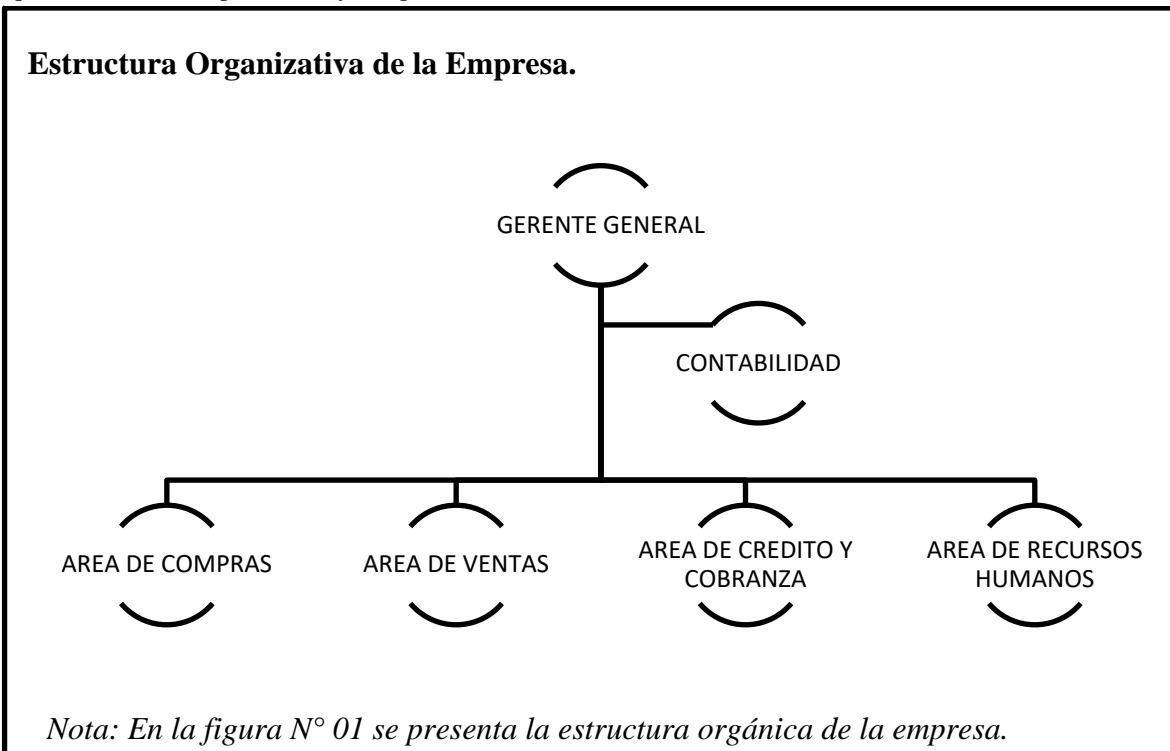 Estructura Organizativa de la Empresa.
GERENTE GENERAL
CONTABILIDAD
AREA DE COMPRAS
AREA DE VENTAS
AREA DE CREDITO Y
COBRANZA
AREA DE RECURSOS
HUMANOS
Nota: En la figura N° 01 se presenta la estructura orgánica de la empresa.